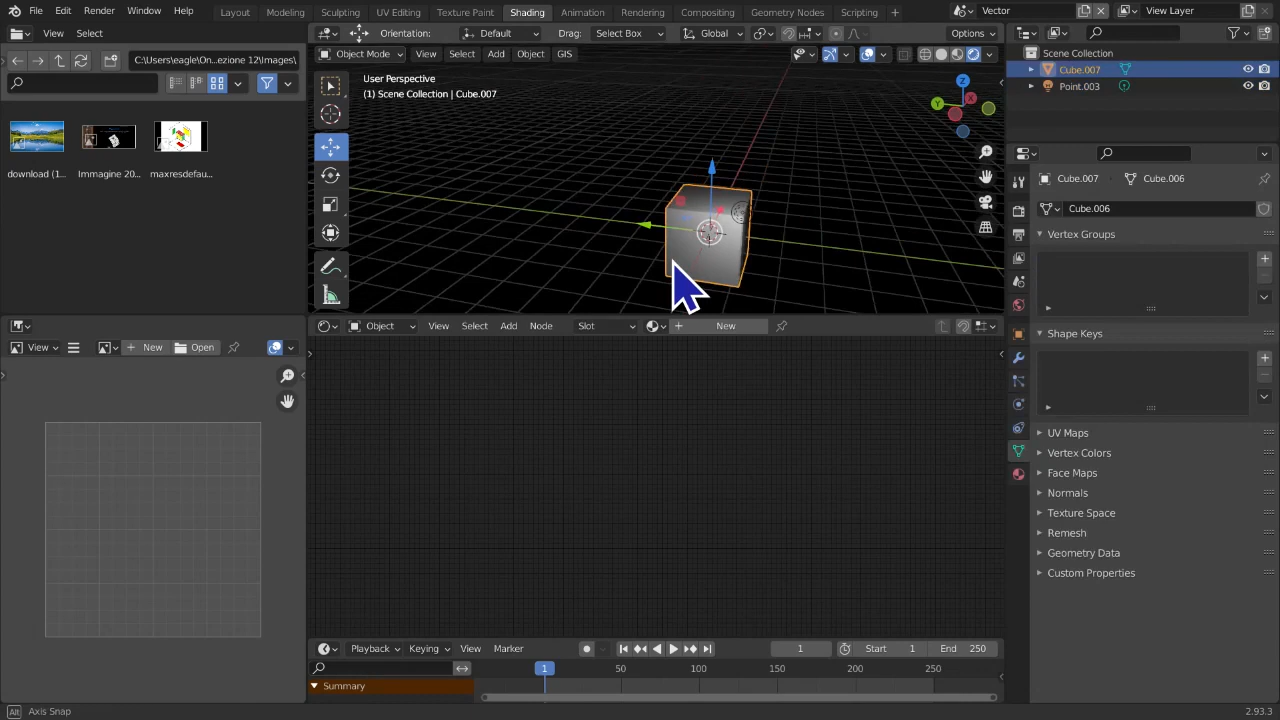 File Edit Render Window Help Layout Modeling Sculpting UV Editing Texture Paint Shading Animation Rendering Compositing Geometry Nodes Scripting + Vector View Layer
View Select Orientation: Default Drag: Select Box Global Options
C:\Users\eagle\On...ezione 12\Images\ Object Mode View Select Add Object GIS Scene Collection
Cube.007
Point.003
User Perspective
(1) Scene Collection | Cube.007
Z
X
Y
download (1...
Immagine 20...
maxresdefau...
Cube.007 Cube.006
Cube.006
Vertex Groups
Shape Keys
UV Maps
Vertex Colors
Face Maps
Normals
Texture Space
Remesh
Geometry Data
Custom Properties
Object View Select Add Node Slot New
View New Open
Playback Keying View Marker 1 Start 1 End 250
1 50 100 150 200 250
Summary
Alt Axis Snap 2.93.3